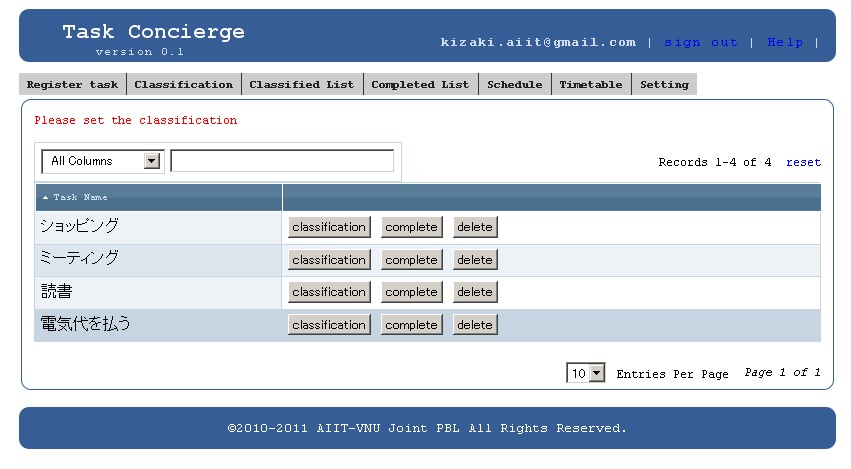 Task Concierge
version 0.1
kizaki.aiit@gmail.com | sign out | Help |
Register task Classification Classified List Completed List Schedule Timetable Setting
Please set the classification
All Columns Records 1-4 of 4 reset
Task Name
ショッピング classification complete delete
ミーティング classification complete delete
読書 classification complete delete
電気代を払う classification complete delete
10 Entries Per Page Page 1 of 1
©2010-2011 AIIT-VNU Joint PBL All Rights Reserved.